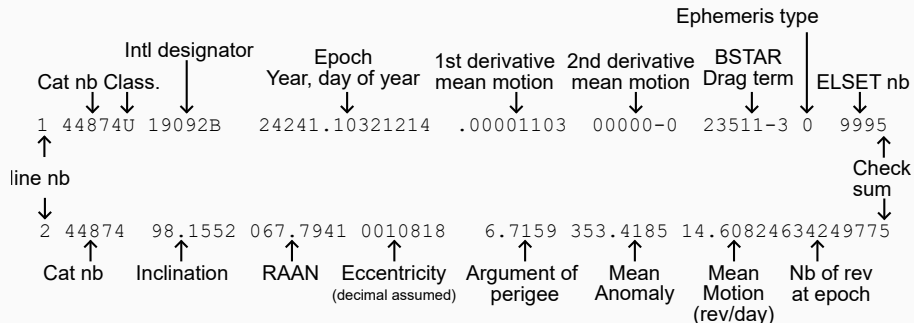 Ephemeris type
Intl designator
Epoch
Year, day of year
1st derivative
mean motion
2nd derivative
mean motion
BSTAR
Drag term
Cat nb Class.
ELSET nb
1 44874U 19092B 24241.10321214 .00001103 00000-0 23511-3 0 9995
line nb
Check
sum
2 44874 98.1552 067.7941 0010818 6.7159 353.4185 14.60824634249775
Cat nb
Inclination
RAAN
Eccentricity
(decimal assumed)
Argument of
perigee
Mean
Anomaly
Mean
Motion
(rev/day)
Nb of rev
at epoch